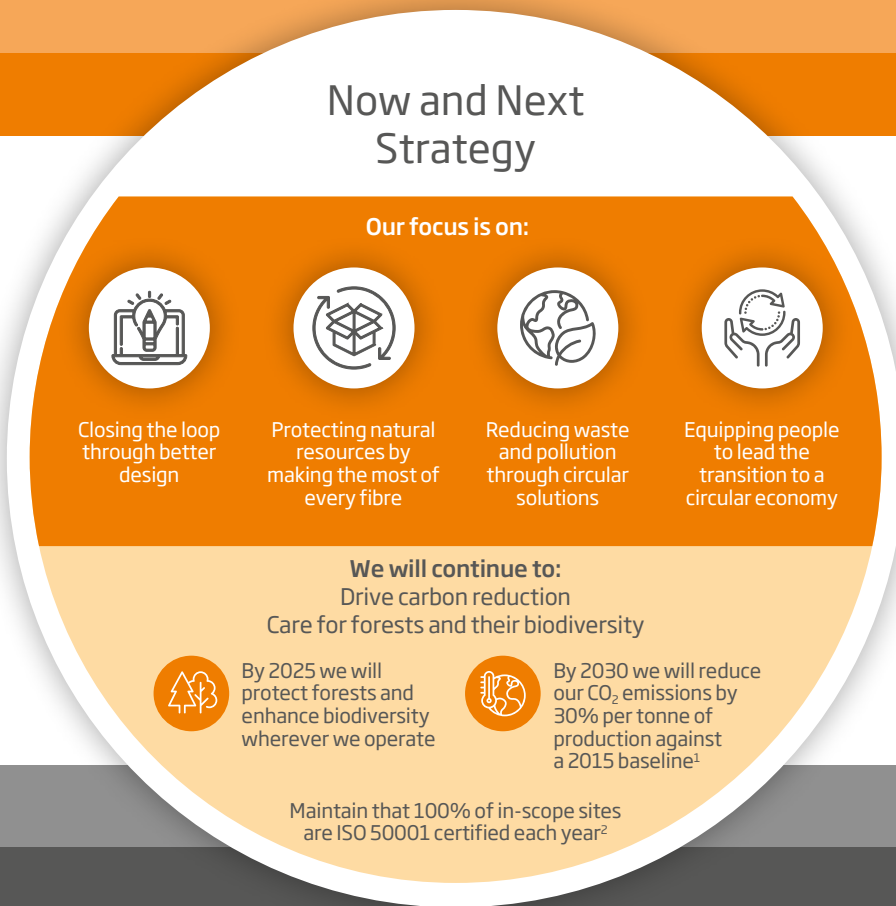 Now and Next
Strategy
Our focus is on:
Closing the loop
through better
design
Protecting natural
resources by
making the most of
every fibre
Reducing waste
and pollution
through circular
solutions
Equipping people
to lead the
transition to a
circular economy
We will continue to:
Drive carbon reduction
Care for forests and their biodiversity
By 2025 we will
protect forests and
enhance biodiversity
wherever we operate
By 2030 we will reduce
our CO₂ emissions by
30% per tonne of
production against
a 2015 baseline¹
Maintain that 100% of in-scope sites
are ISO 50001 certified each year²